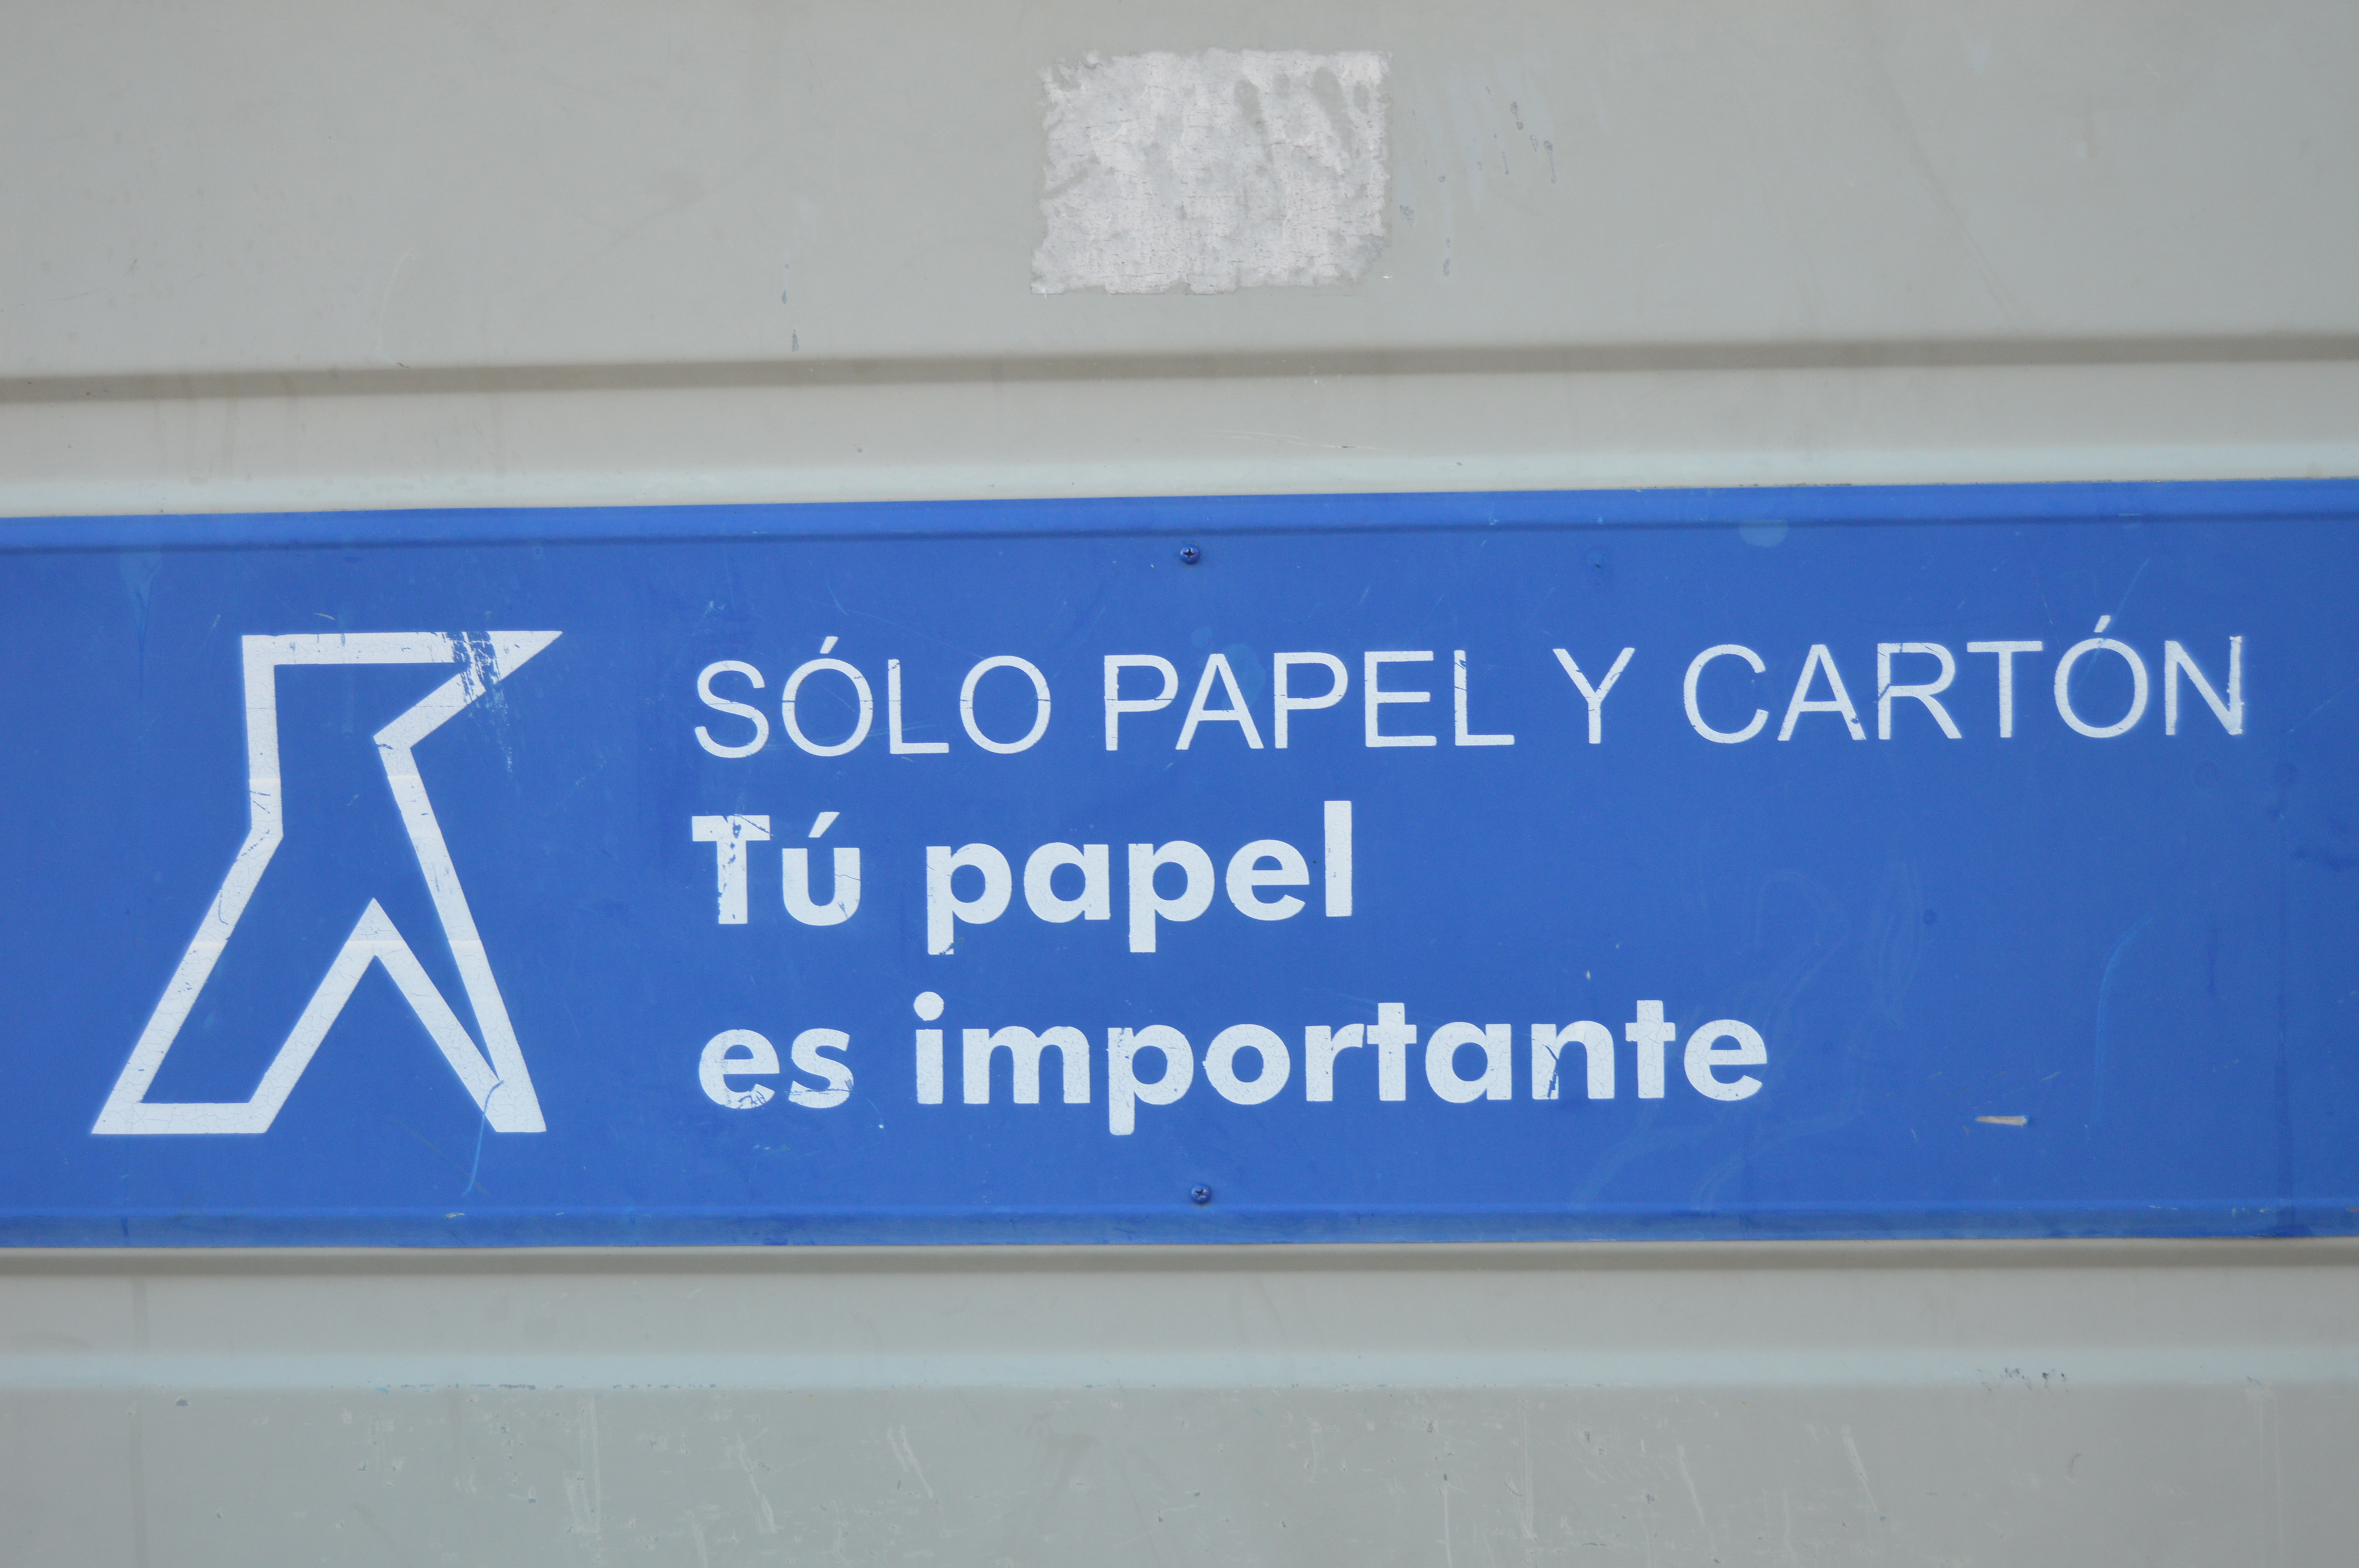 SÓLO PAPEL Y CARTÓN
Tú papel
es importante